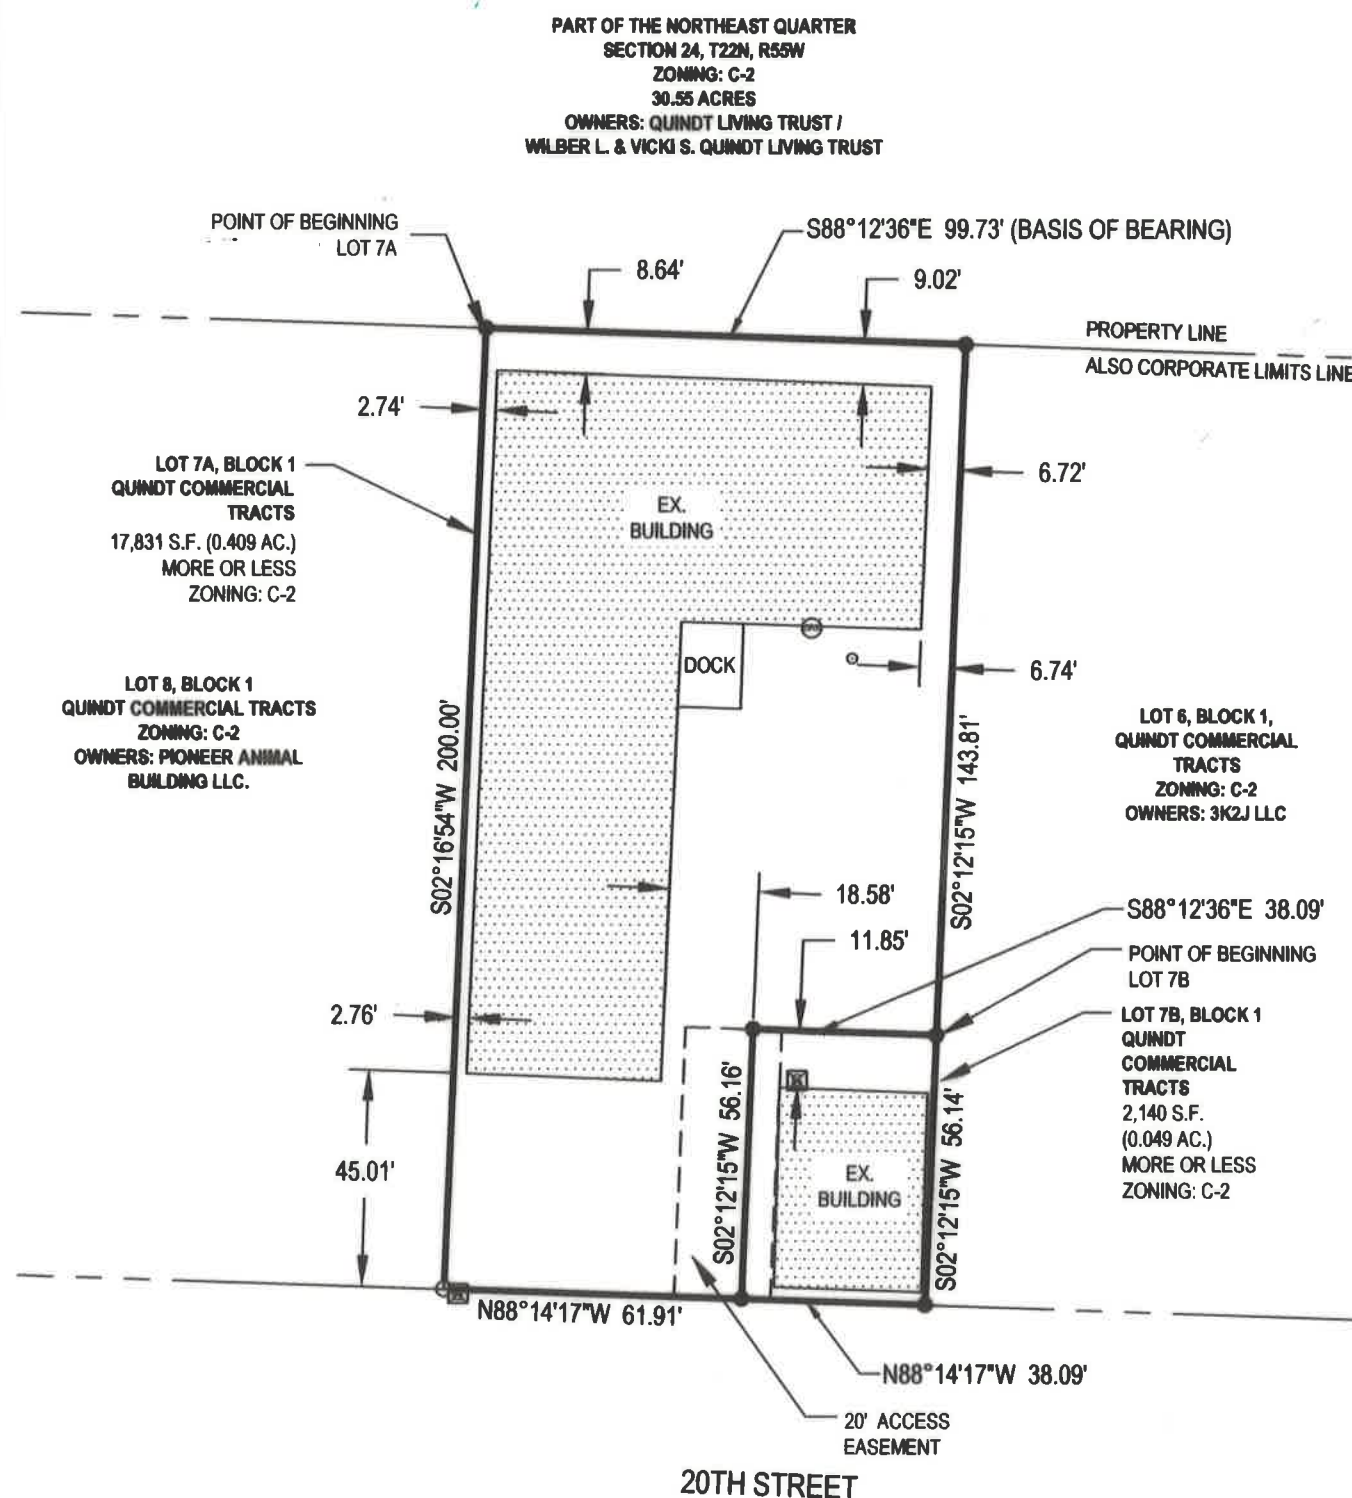 PART OF THE NORTHEAST QUARTER
SECTION 24, T22N, R55W
ZONING: C-2
30.55 ACRES
OWNERS: QUINDT LIVING TRUST /
WILBER L. & VICKI S. QUINDT LIVING TRUST
POINT OF BEGINNING
LOT 7A
S88°12'36"E 99.73' (BASIS OF BEARING)
8.64'
9.02'
PROPERTY LINE
ALSO CORPORATE LIMITS LINE
2.74'
LOT 7A, BLOCK 1
QUINDT COMMERCIAL
TRACTS
17,831 S.F. (0.409 AC.)
MORE OR LESS
ZONING: C-2
6.72'
EX.
BUILDING
DOCK
6.74'
LOT 8, BLOCK 1
QUINDT COMMERCIAL TRACTS
ZONING: C-2
OWNERS: PIONEER ANIMAL
BUILDING LLC.
S02°16'54"W 200.00'
S02°12'15"W 143.81'
LOT 6, BLOCK 1,
QUINDT COMMERCIAL
TRACTS
ZONING: C-2
OWNERS: 3K2J LLC
18.58'
11.85'
S88°12'36"E 38.09'
POINT OF BEGINNING
LOT 7B
2.76'
LOT 7B, BLOCK 1
QUINDT
COMMERCIAL
TRACTS
2,140 S.F.
(0.049 AC.)
MORE OR LESS
ZONING: C-2
45.01'
S02°12'15"W 56.16'
EX.
BUILDING
S02°12'15"W 56.14'
N88°14'17"W 61.91'
N88°14'17"W 38.09'
20' ACCESS
EASEMENT
20TH STREET